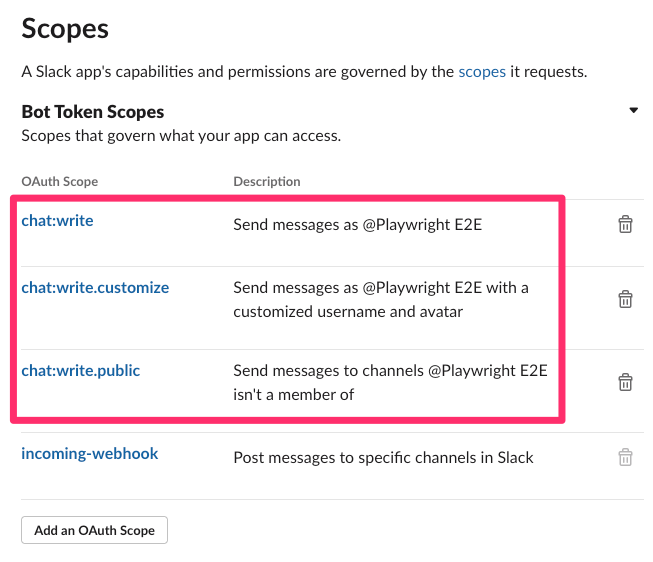 Scopes
A Slack app's capabilities and permissions are governed by the scopes it requests.
Bot Token Scopes
Scopes that govern what your app can access.
OAuth Scope Description
chat:write Send messages as @Playwright E2E
chat:write.customize Send messages as @Playwright E2E with a
customized username and avatar
chat:write.public Send messages to channels @Playwright E2E
isn't a member of
incoming-webhook Post messages to specific channels in Slack
Add an OAuth Scope